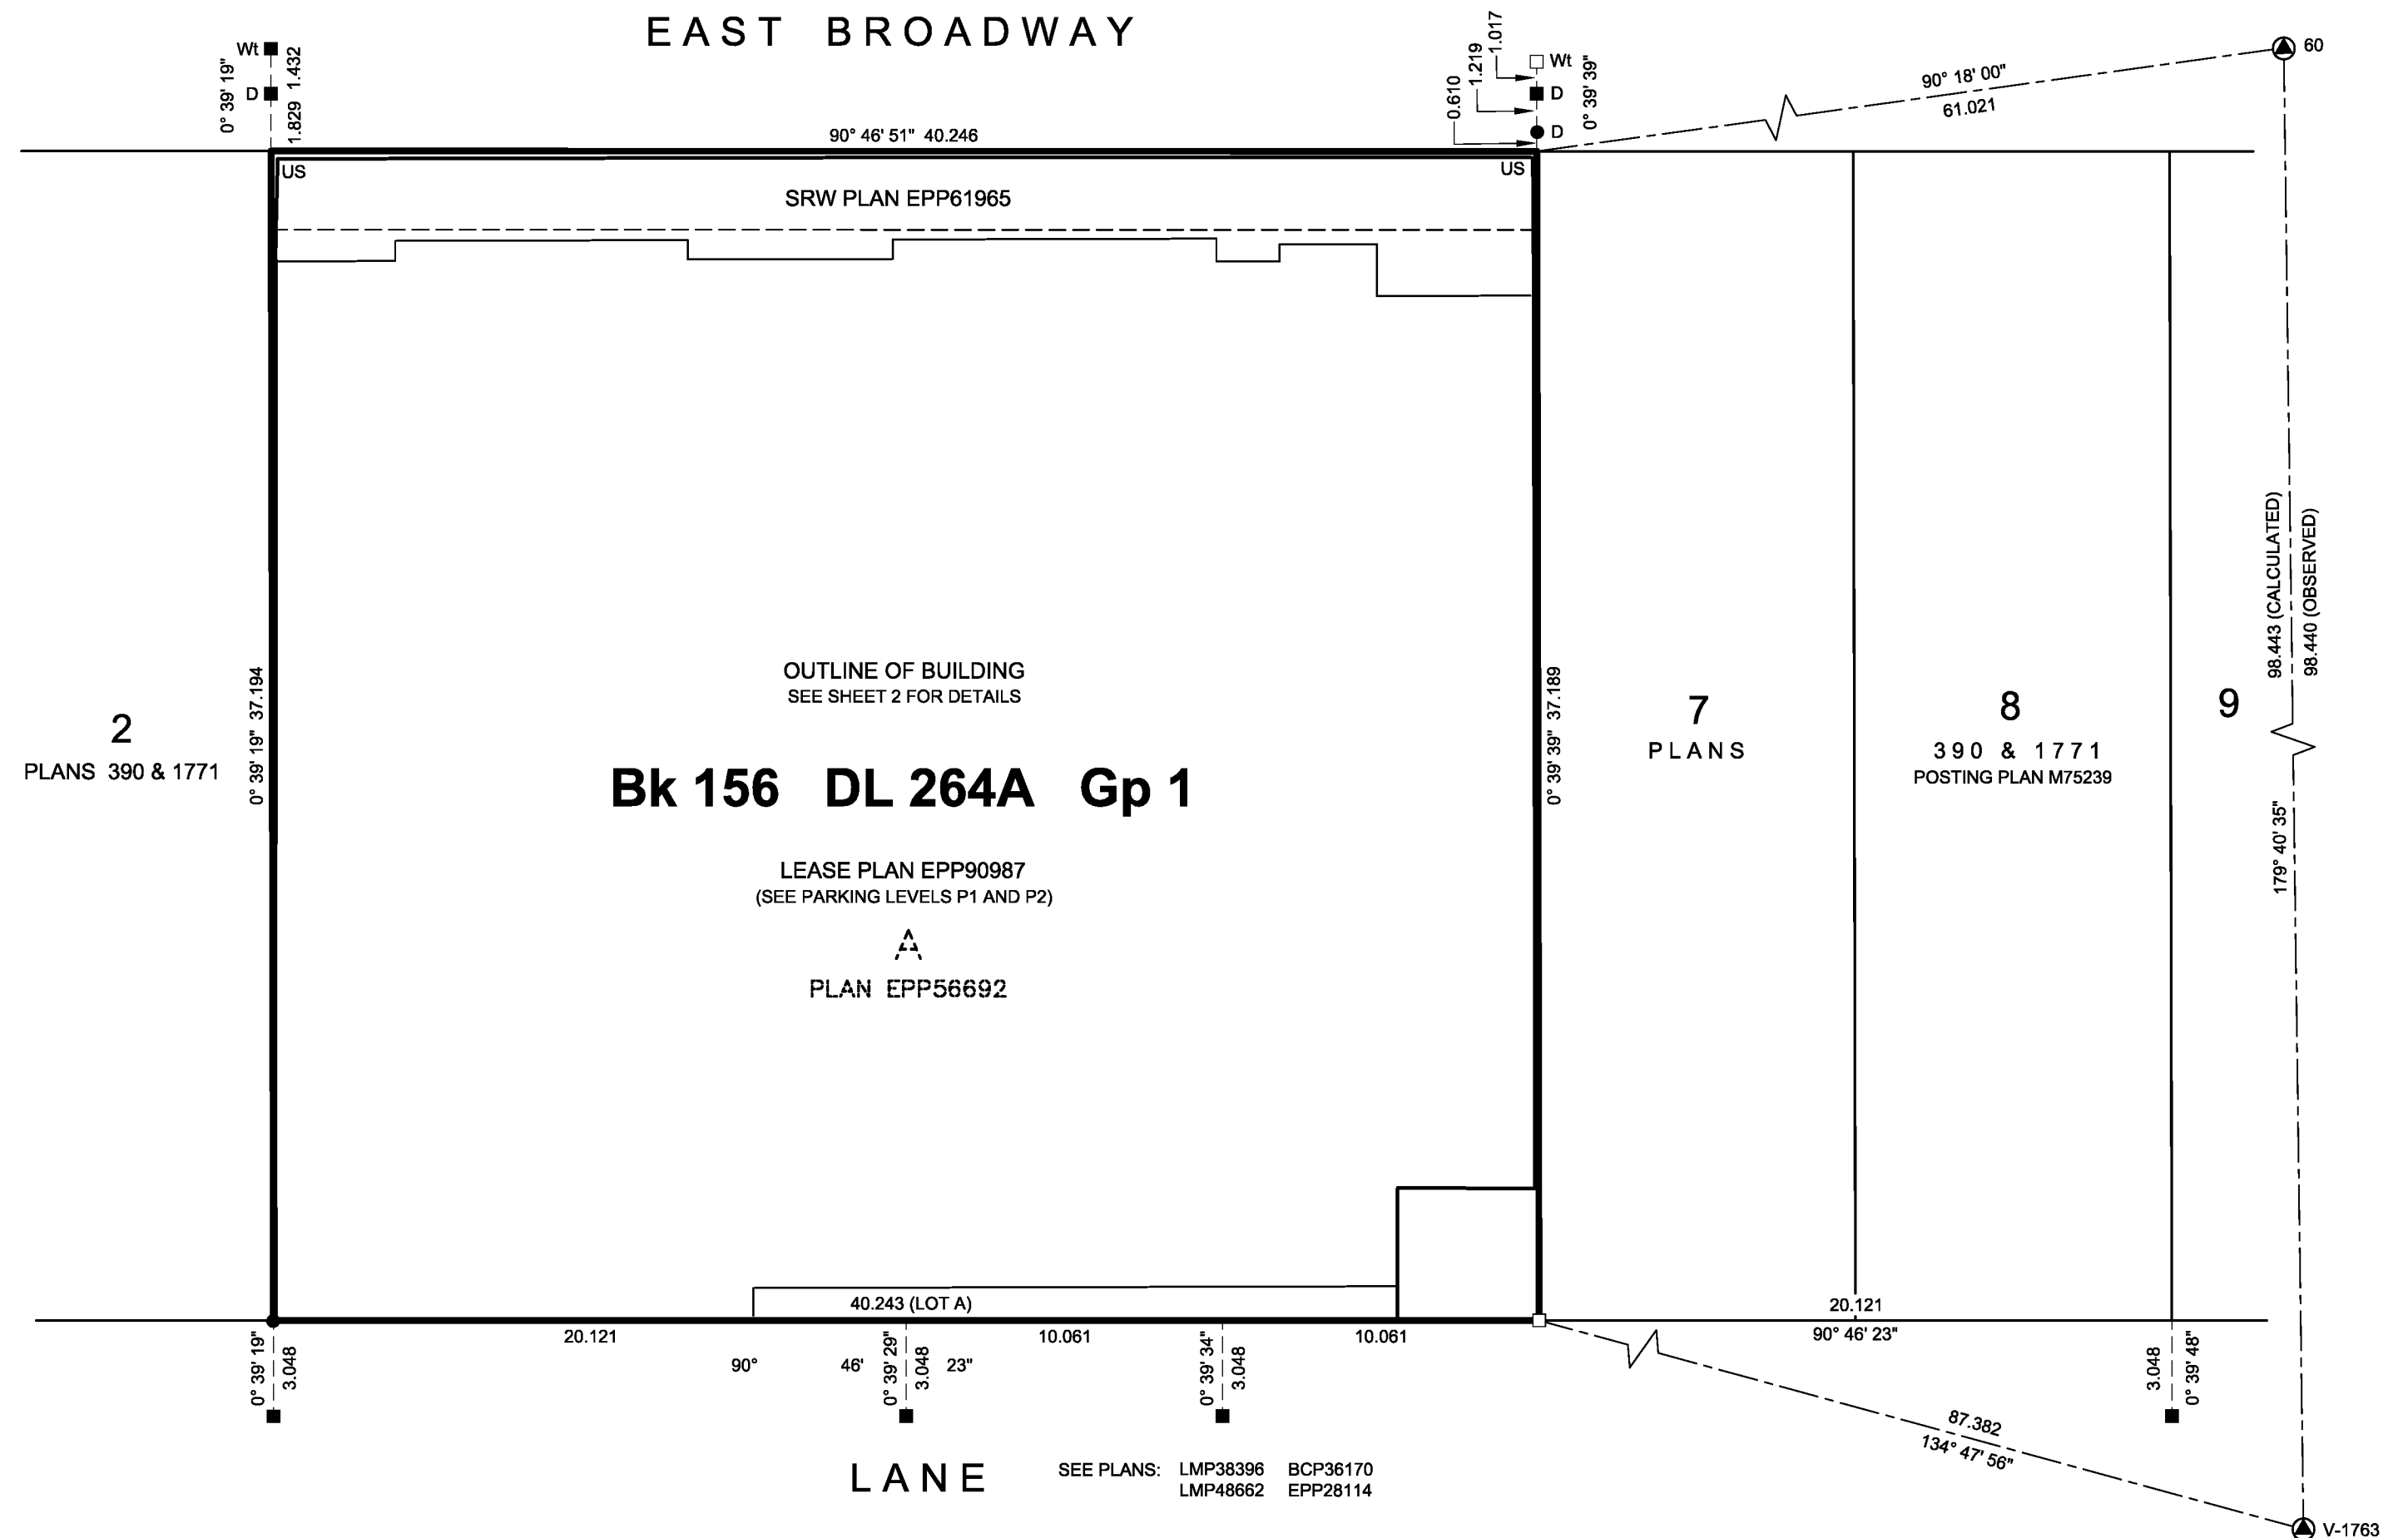 EAST BROADWAY
Wt
D
0° 39' 19"
1.829 1.432
0.610
1.219
1.017
Wt
D
D
0° 39' 39"
60
90° 18' 00"
61.021
90° 46' 51" 40.246
US
US
SRW PLAN EPP61965
OUTLINE OF BUILDING
SEE SHEET 2 FOR DETAILS
Bk 156 DL 264A Gp 1
LEASE PLAN EPP90987
(SEE PARKING LEVELS P1 AND P2)
A
PLAN EPP56692
2
PLANS 390 & 1771
0° 39' 19" 37.194
0° 39' 39" 37.189
7
PLANS
8
390 & 1771
POSTING PLAN M75239
9
98.443 (CALCULATED)
98.440 (OBSERVED)
179° 40' 35"
40.243 (LOT A)
20.121
10.061
10.061
90° 46' 23"
20.121
90° 46' 23"
0° 39' 19"
3.048
0° 39' 29"
3.048
0° 39' 34"
3.048
3.048
0° 39' 48"
87.382
134° 47' 56"
LANE
SEE PLANS: LMP38396 BCP36170
LMP48662 EPP28114
V-1763